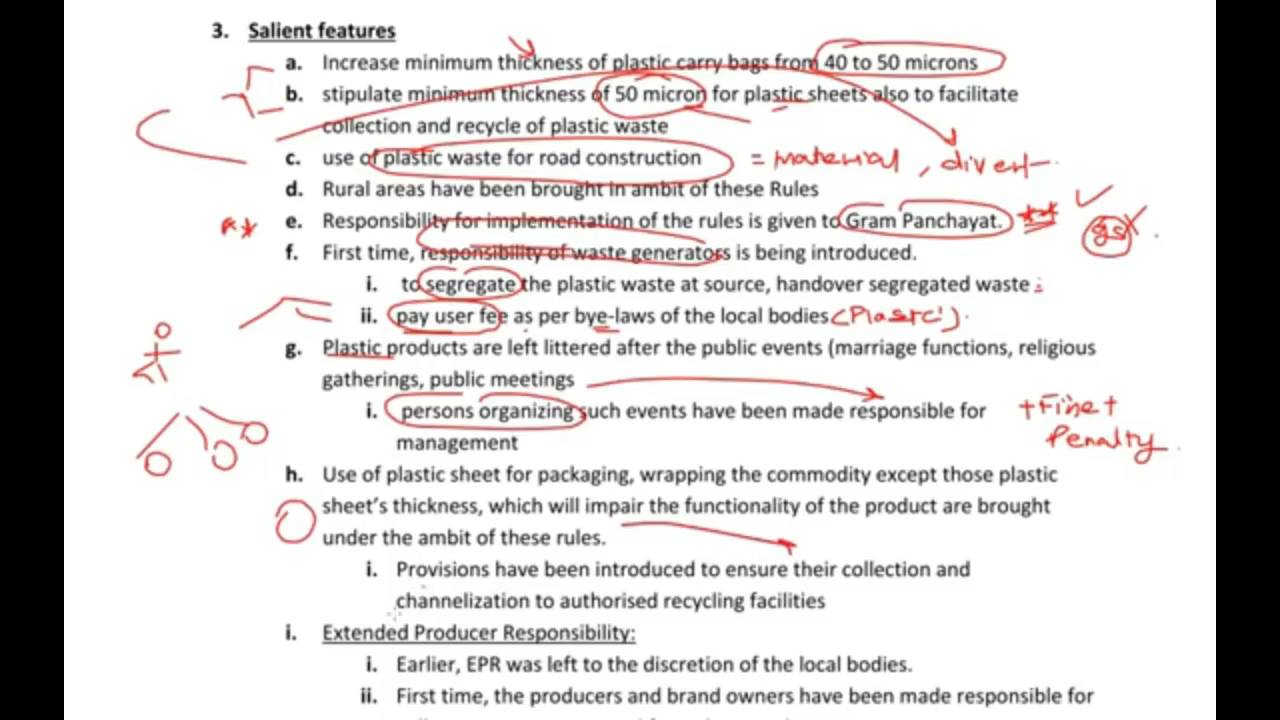 3. Salient features
a. Increase minimum thickness of plastic carry bags from 40 to 50 microns
b. stipulate minimum thickness of 50 micron for plastic sheets also to facilitate
collection and recycle of plastic waste
c. use of plastic waste for road construction = material, divert
d. Rural areas have been brought in ambit of these Rules
e. Responsibility for implementation of the rules is given to Gram Panchayat.
f. First time, responsibility of waste generators is being introduced.
i. to segregate the plastic waste at source, handover segregated waste
ii. pay user fee as per bye-laws of the local bodies
g. Plastic products are left littered after the public events (marriage functions, religious
gatherings, public meetings
i. persons organizing such events have been made responsible for + Fine +
management Penalty
h. Use of plastic sheet for packaging, wrapping the commodity except those plastic
sheet's thickness, which will impair the functionality of the product are brought
under the ambit of these rules.
i. Provisions have been introduced to ensure their collection and
channelization to authorised recycling facilities
i. Extended Producer Responsibility:
i. Earlier, EPR was left to the discretion of the local bodies.
ii. First time, the producers and brand owners have been made responsible for